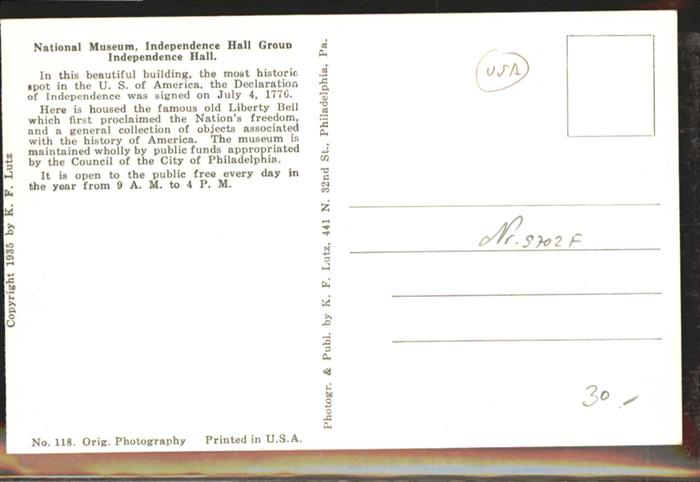 National Museum, Independence Hall Group
Independence Hall.
In this beautiful building, the most historic
spot in the U. S. of America, the Declaration
of Independence was signed on July 4, 1776.
Here is housed the famous old Liberty Bell
which first proclaimed the Nation's freedom,
and a general collection of objects associated
with the history of America. The museum is
maintained wholly by public funds appropriated
by the Council of the City of Philadelphia.
It is open to the public free every day in
the year from 9 A. M. to 4 P. M.
Copyright 1935 by K. F. Lutz
No. 118. Orig. Photography Printed in U.S.A.
Photogr. & Publ. by K. F. Lutz, 441 N. 32nd St., Philadelphia, Pa.
USA
Nr. 5702 F
30.-